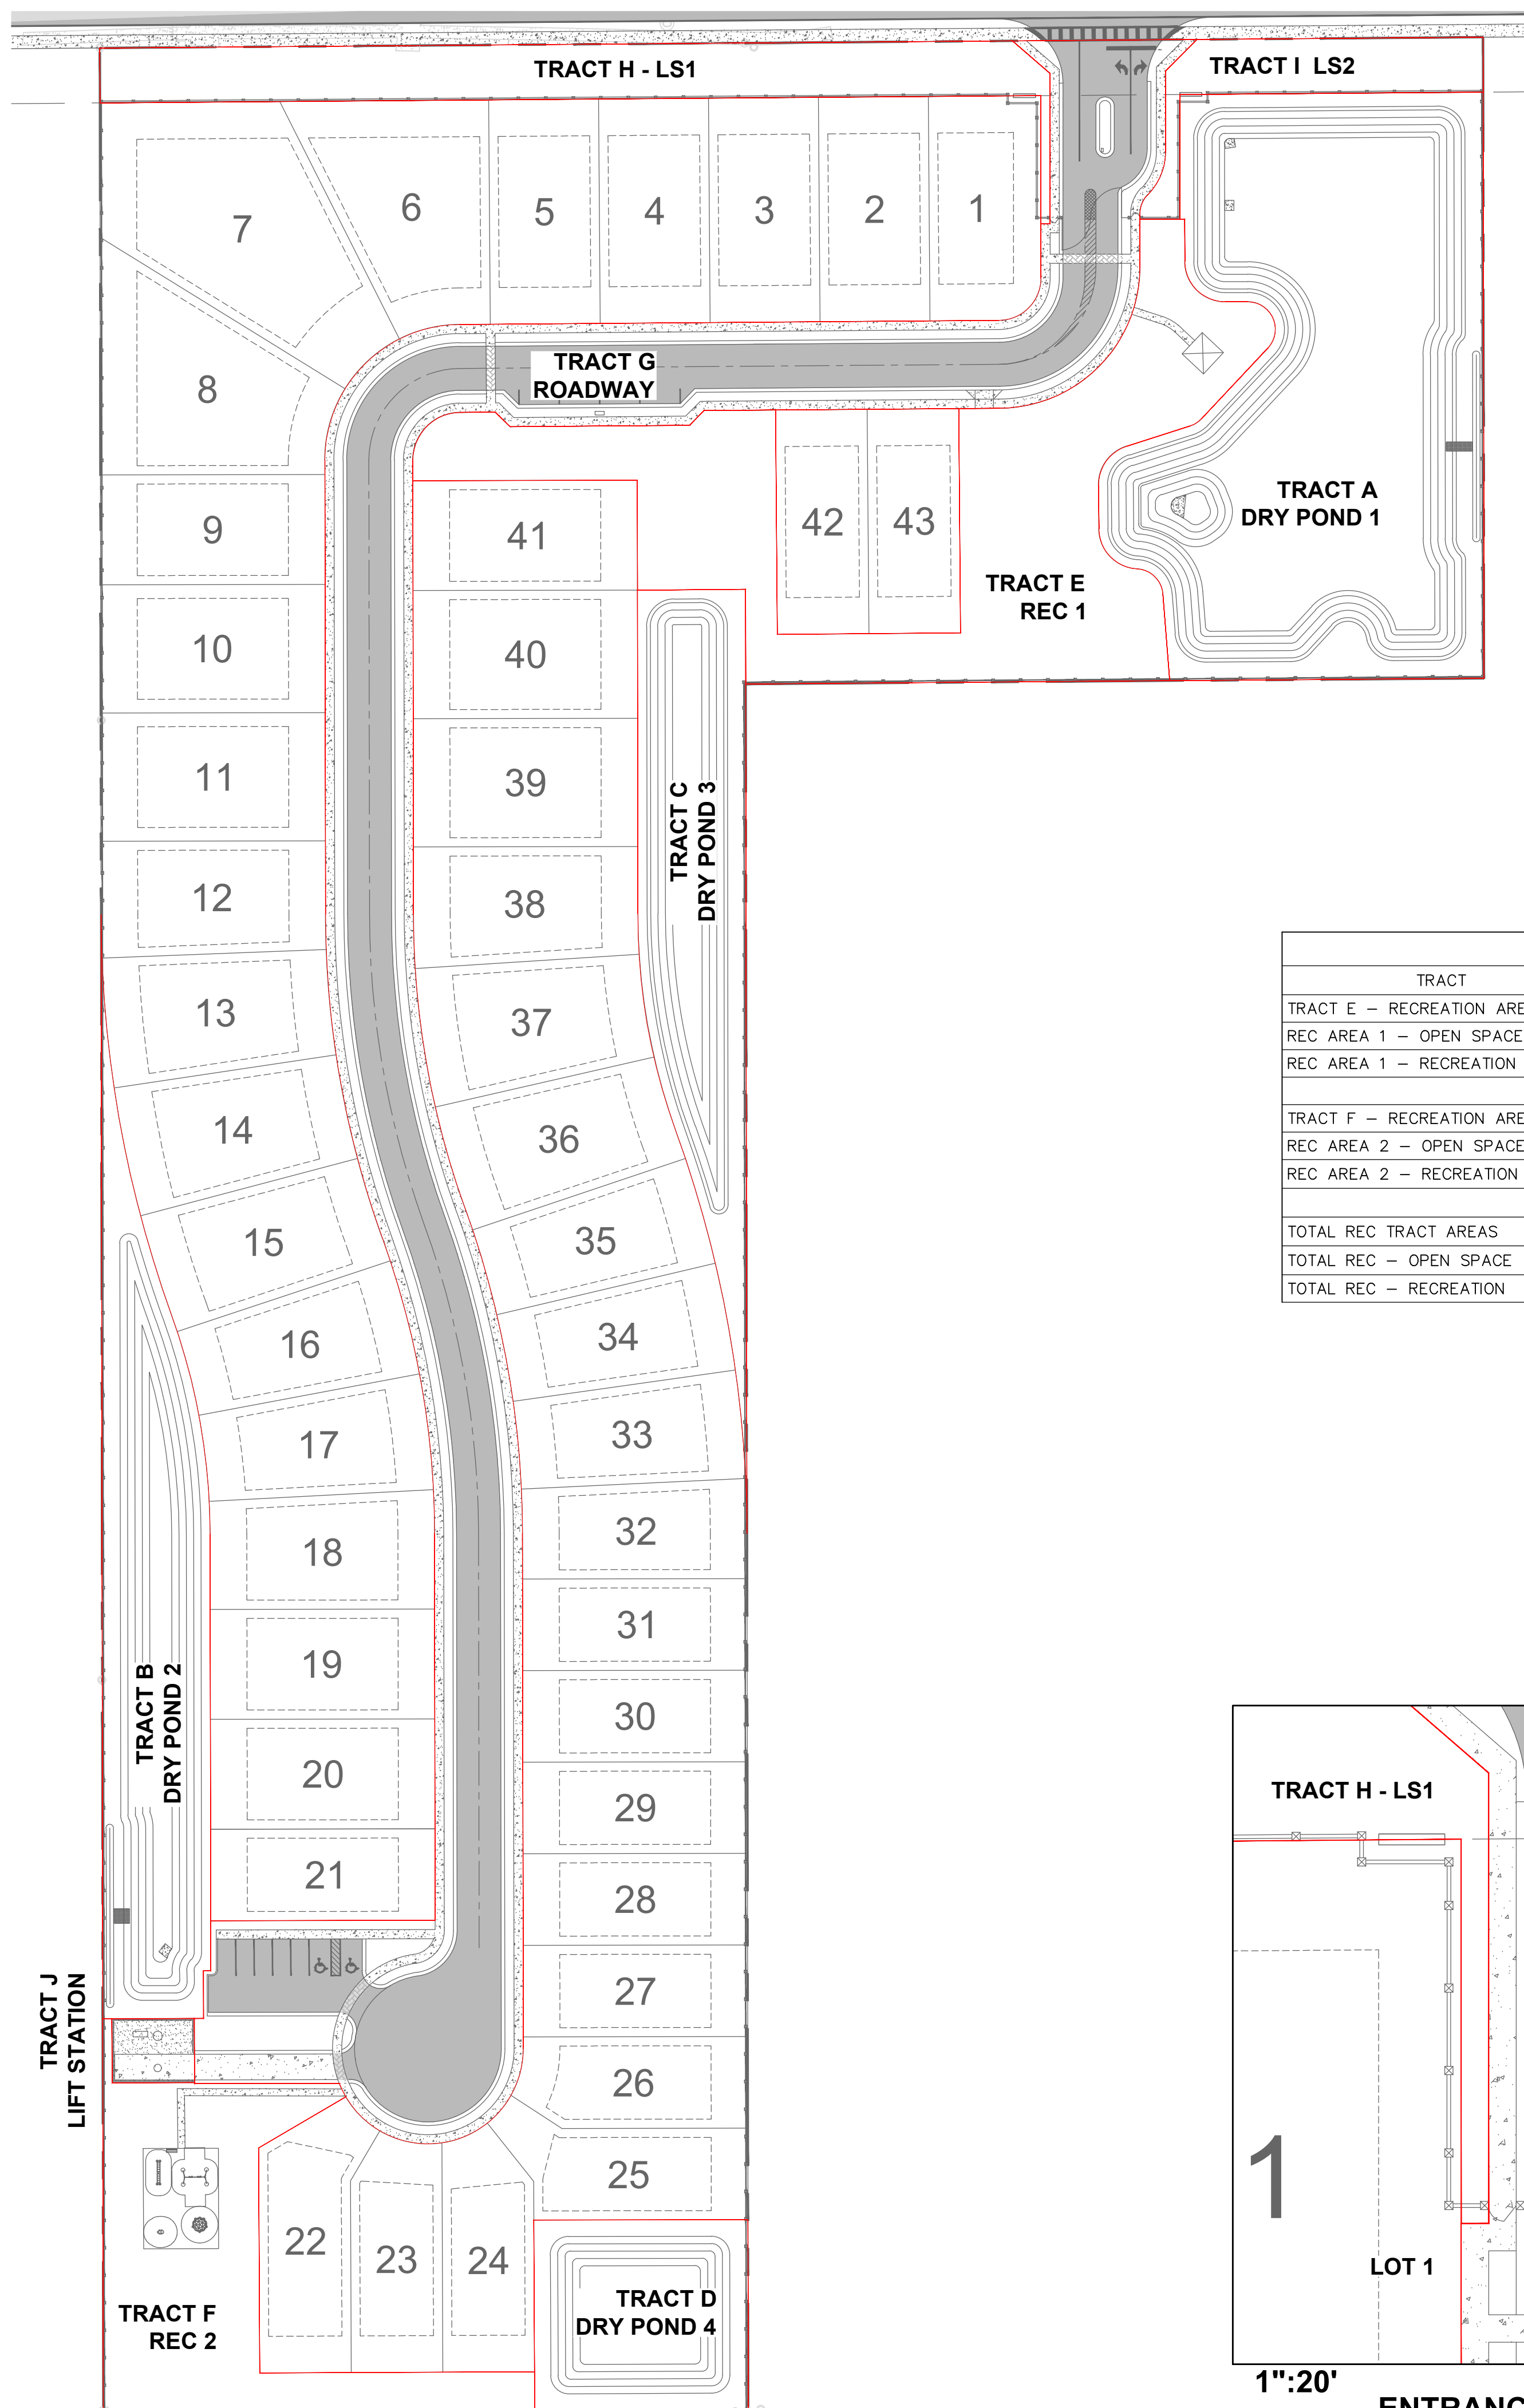 TRACT H - LS1
TRACT I LS2
7
6
5
4
3
2
1
TRACT G
ROADWAY
8
9
41
42
43
TRACT A
DRY POND 1
TRACT E
REC 1
10
40
11
39
TRACT C
DRY POND 3
12
38
13
37
TRACT
TRACT E – RECREATION ARE
REC AREA 1 – OPEN SPACE
REC AREA 1 – RECREATION
TRACT F – RECREATION ARE
REC AREA 2 – OPEN SPACE
REC AREA 2 – RECREATION
TOTAL REC TRACT AREAS
TOTAL REC – OPEN SPACE
TOTAL REC – RECREATION
14
36
15
35
16
34
17
33
18
32
19
31
TRACT B
DRY POND 2
20
30
29
21
28
27
TRACT J
LIFT STATION
26
25
22
23
24
TRACT D
DRY POND 4
TRACT F
REC 2
TRACT H - LS1
1
LOT 1
1":20'
ENTRANC